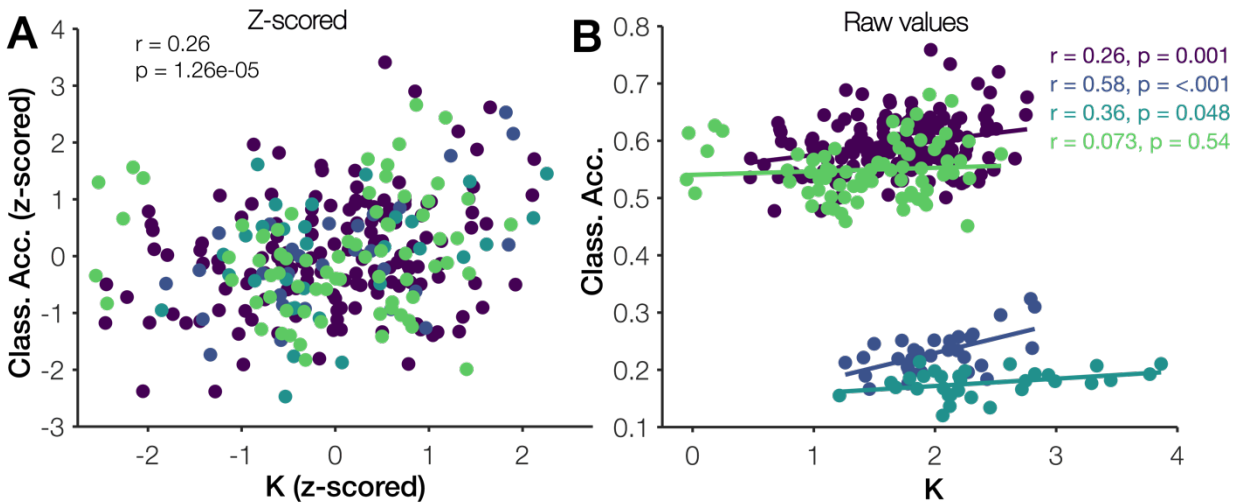 A
Z-scored
r = 0.26
p = 1.26e-05
Class. Acc. (z-scored)
4
3
2
1
0
-1
-2
-3
-2
-1
0
1
2
K (z-scored)
B
Raw values
r = 0.26, p = 0.001
r = 0.58, p = <.001
r = 0.36, p = 0.048
r = 0.073, p = 0.54
Class. Acc.
0.8
0.7
0.6
0.5
0.4
0.3
0.2
0.1
0
1
2
3
4
K